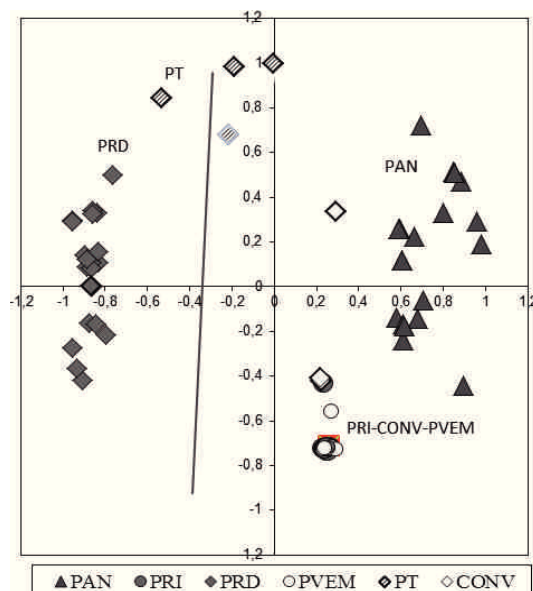 1,2
PT
1
0,8
PRD
0,6
PAN
0,4
0,2
-1,2 -1 -0,8 -0,6 -0,4 -0,2 0 0 0,2 0,4 0,6 0,8 1 1,2
-0,2
-0,4
-0,6
PRI-CONV-PVEM
-0,8
-1
-1,2
PAN PRI PRD PVEM PT CONV